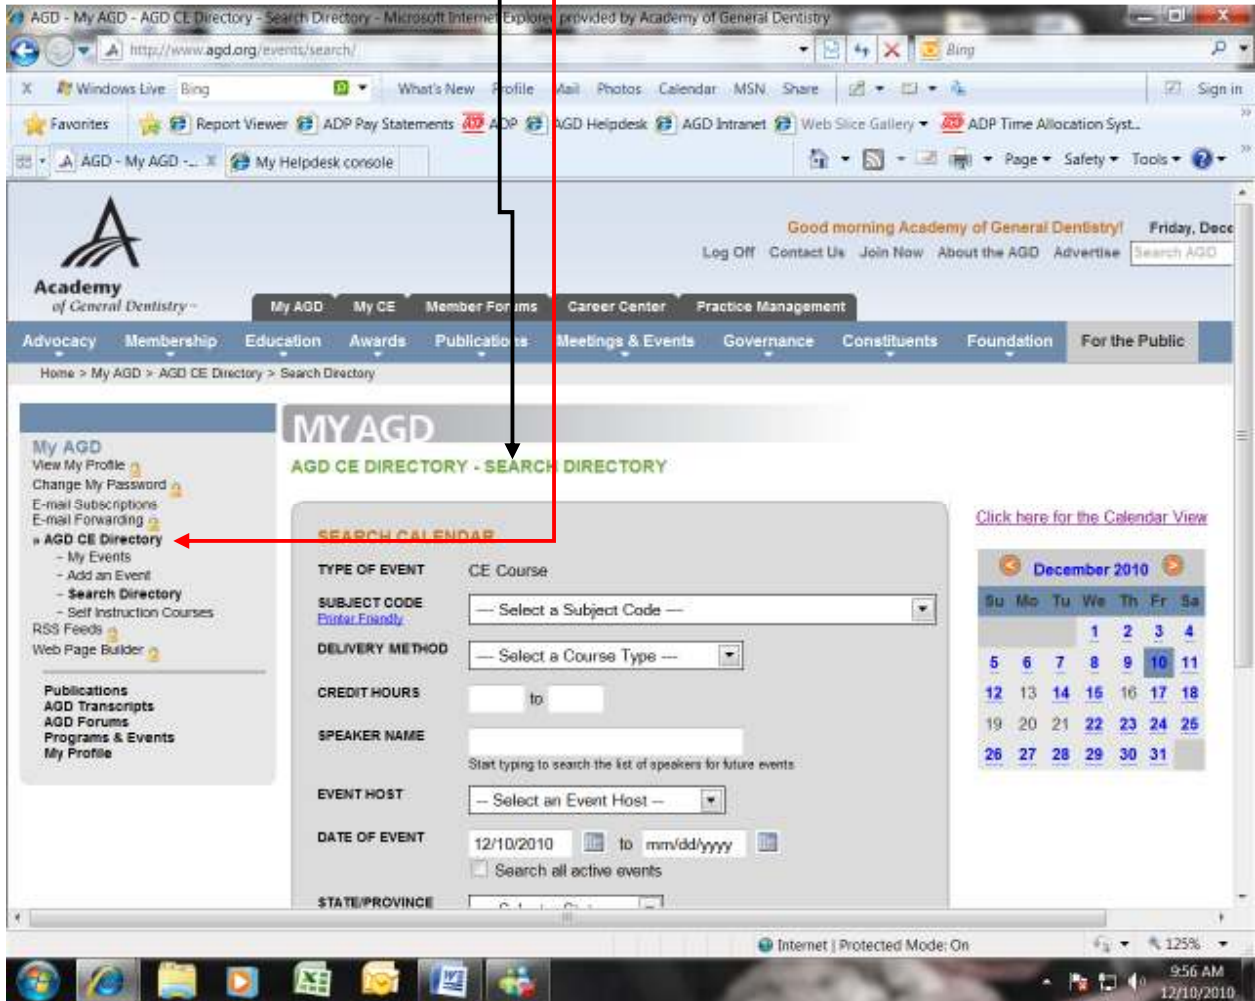 AGD - My AGD - AGD CE Directory - Search Directory - Microsoft Internet Explorer provided by Academy of General Dentistry
http://www.agd.org/events/search/
Bing
X Windows Live Bing What's New Profile Mail Photos Calendar MSN Share Sign in
Favorites Report Viewer ADP Pay Statements ADP AGD Helpdesk AGD Intranet Web Slice Gallery ADP Time Allocation Syst...
AGD - My AGD -... X My Helpdesk console Page Safety Tools
Good morning Academy of General Dentistry! Friday, Dece
Log Off Contact Us Join Now About the AGD Advertise Search AGD
Academy
of General Dentistry
My AGD My CE Member Forums Career Center Practice Management
Advocacy Membership Education Awards Publications Meetings & Events Governance Constituents Foundation For the Public
Home > My AGD > AGD CE Directory > Search Directory
MY AGD
AGD CE DIRECTORY - SEARCH DIRECTORY
My AGD
View My Profile
Change My Password
E-mail Subscriptions
E-mail Forwarding
» AGD CE Directory
- My Events
- Add an Event
- Search Directory
- Self Instruction Courses
RSS Feeds
Web Page Builder
Publications
AGD Transcripts
AGD Forums
Programs & Events
My Profile
SEARCH CALENDAR
TYPE OF EVENT CE Course
SUBJECT CODE --- Select a Subject Code ---
Printer Friendly
DELIVERY METHOD --- Select a Course Type ---
CREDIT HOURS to
SPEAKER NAME
Start typing to search the list of speakers for future events
EVENT HOST -- Select an Event Host --
DATE OF EVENT 12/10/2010 to mm/dd/yyyy
Search all active events
STATE/PROVINCE
Click here for the Calendar View
December 2010
Su Mo Tu We Th Fr Sa
1 2 3 4
5 6 7 8 9 10 11
12 13 14 15 16 17 18
19 20 21 22 23 24 25
26 27 28 29 30 31
Internet | Protected Mode: On 125%
9:56 AM
12/10/2010